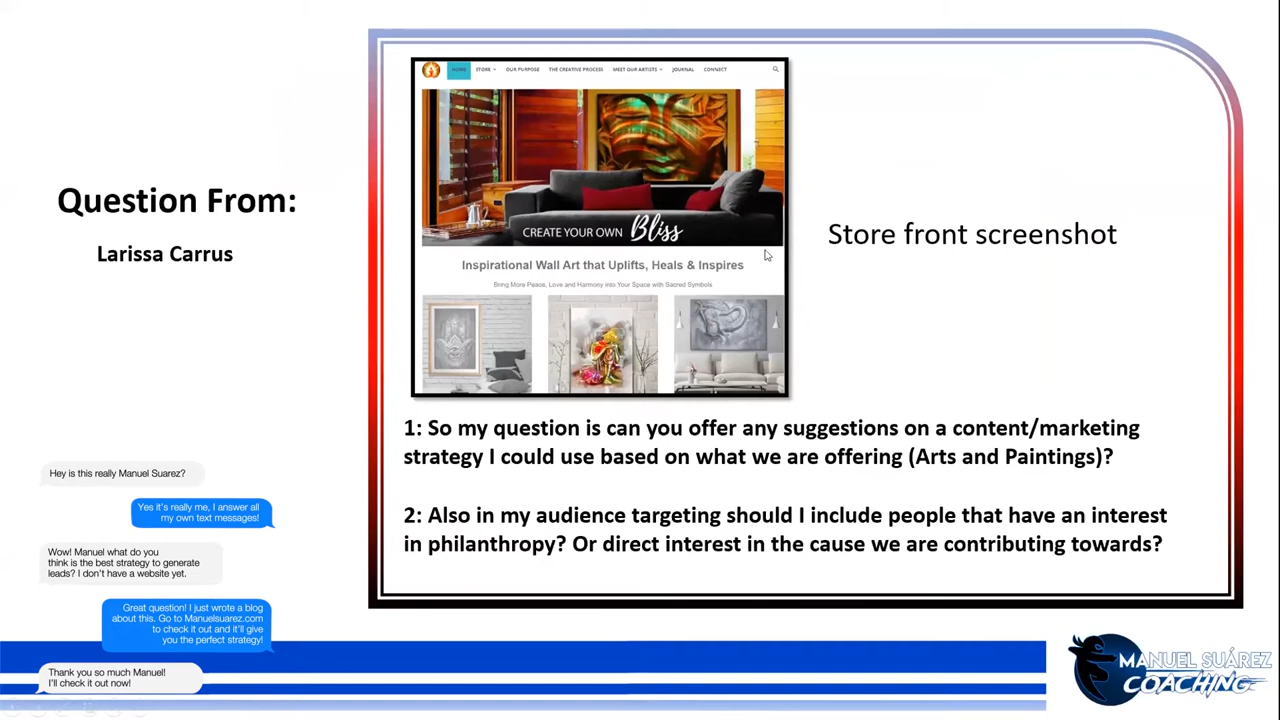 Question From:
Larissa Carrus
HOME STORE OUR PURPOSE THE CREATIVE PROCESS MEET OUR ARTISTS JOURNAL CONNECT
CREATE YOUR OWN Bliss
Inspirational Wall Art that Uplifts, Heals & Inspires
Bring More Peace, Love and Harmony into Your Space with Sacred Symbols
Store front screenshot
1: So my question is can you offer any suggestions on a content/marketing
strategy I could use based on what we are offering (Arts and Paintings)?
2: Also in my audience targeting should I include people that have an interest
in philanthropy? Or direct interest in the cause we are contributing towards?
Hey is this really Manuel Suarez?
Yes it's really me, I answer all
my own text messages!
Wow! Manuel what do you
think is the best strategy to generate
leads? I don't have a website yet.
Great question! I just wrote a blog
about this. Go to Manuelsuarez.com
to check it out and it'll give
you the perfect strategy!
Thank you so much Manuel!
I'll check it out now!
MANUEL SUÁREZ
COACHING